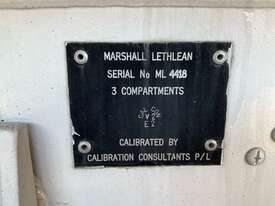 MARSHALL LETHLEAN
SERIAL No ML 4418
3 COMPARTMENTS
CALIBRATED BY
CALIBRATION CONSULTANTS P/L